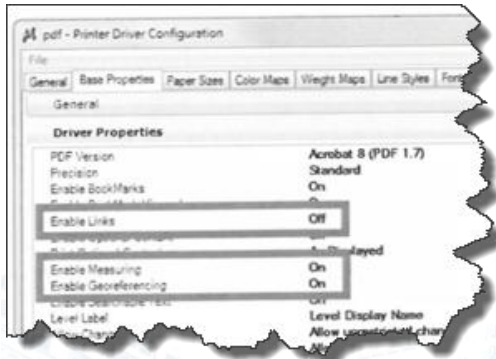 pdf - Printer Driver Configuration
File
General Base Properties Paper Sizes Color Maps Weight Maps Line Styles
General
Driver Properties
PDF Version Acrobat 8 (PDF 1.7)
Precision Standard
Enable BookMarks On
Enable Links Off
Enable Measuring On
Enable Georeferencing On
Level Label Level Display Name